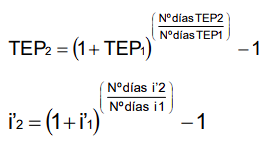 TEP₂ = (1 + TEP₁)^(Nº días TEP2 / Nº días TEP1) − 1
i'₂ = (1 + i'₁)^(Nº días i'2 / Nº días i1) − 1